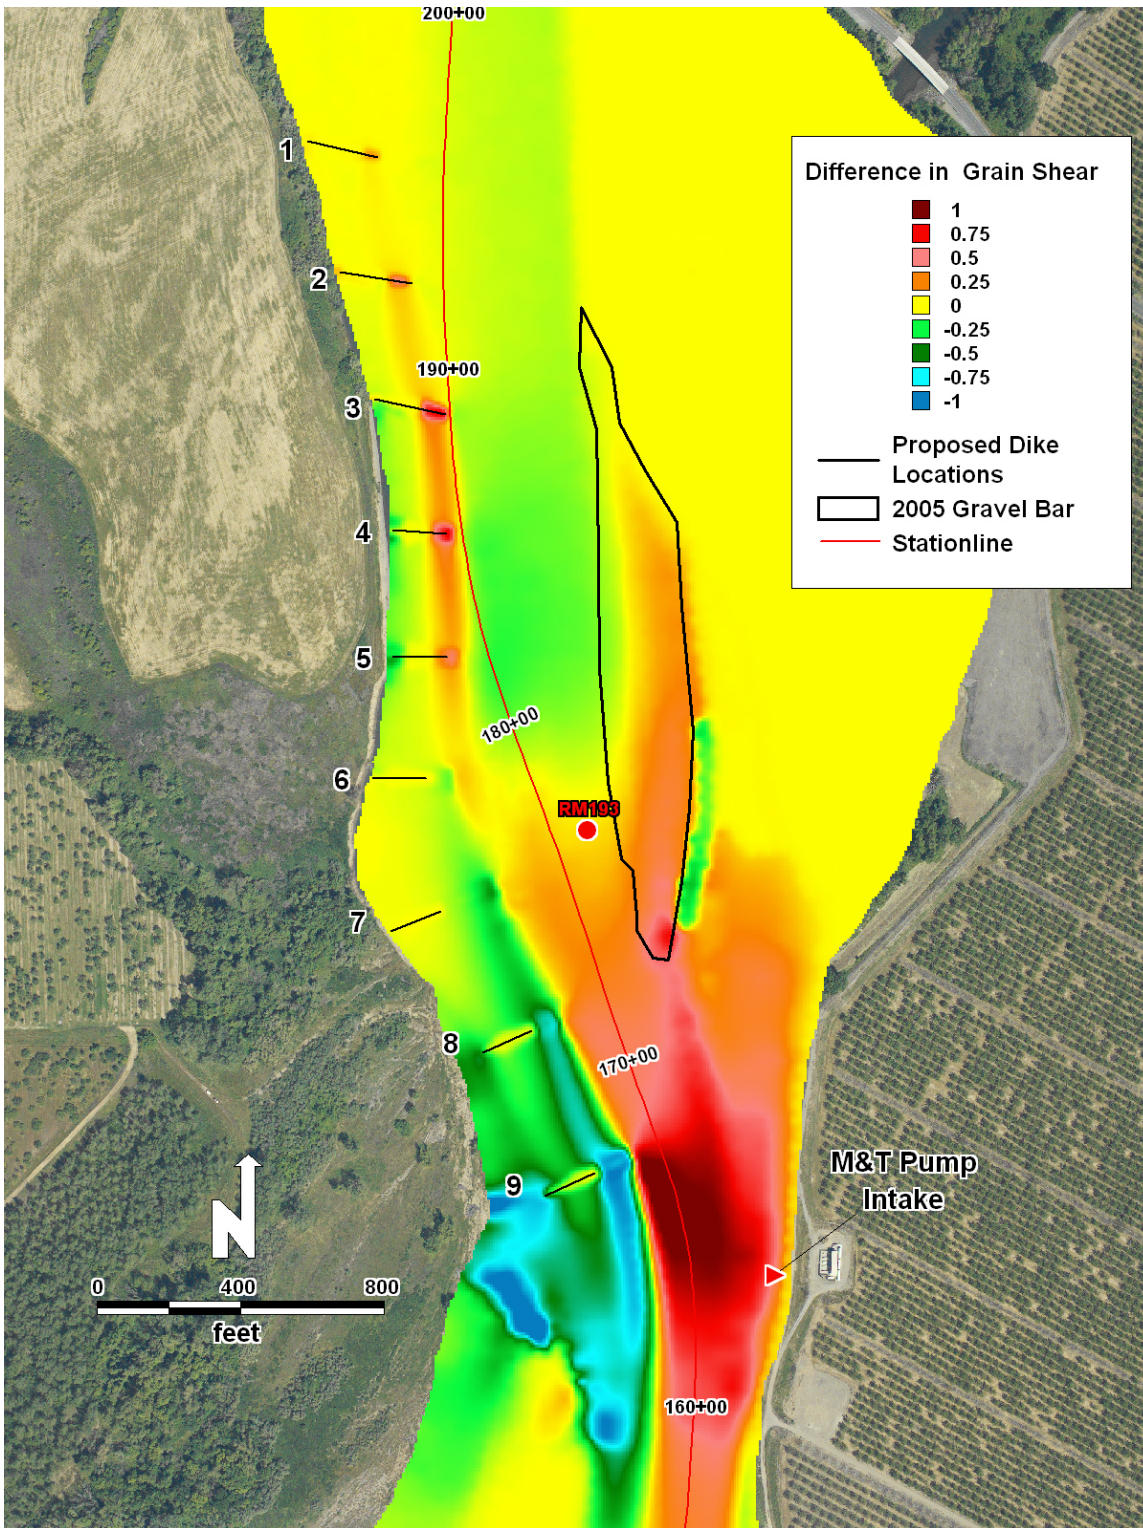 200+00
1
2
190+00
3
4
5
180+00
6
RM193
7
8
170+00
9
M&T Pump
Intake
N
0 400 800
feet
160+00
Difference in Grain Shear
1
0.75
0.5
0.25
0
-0.25
-0.5
-0.75
-1
Proposed Dike
Locations
2005 Gravel Bar
Stationline